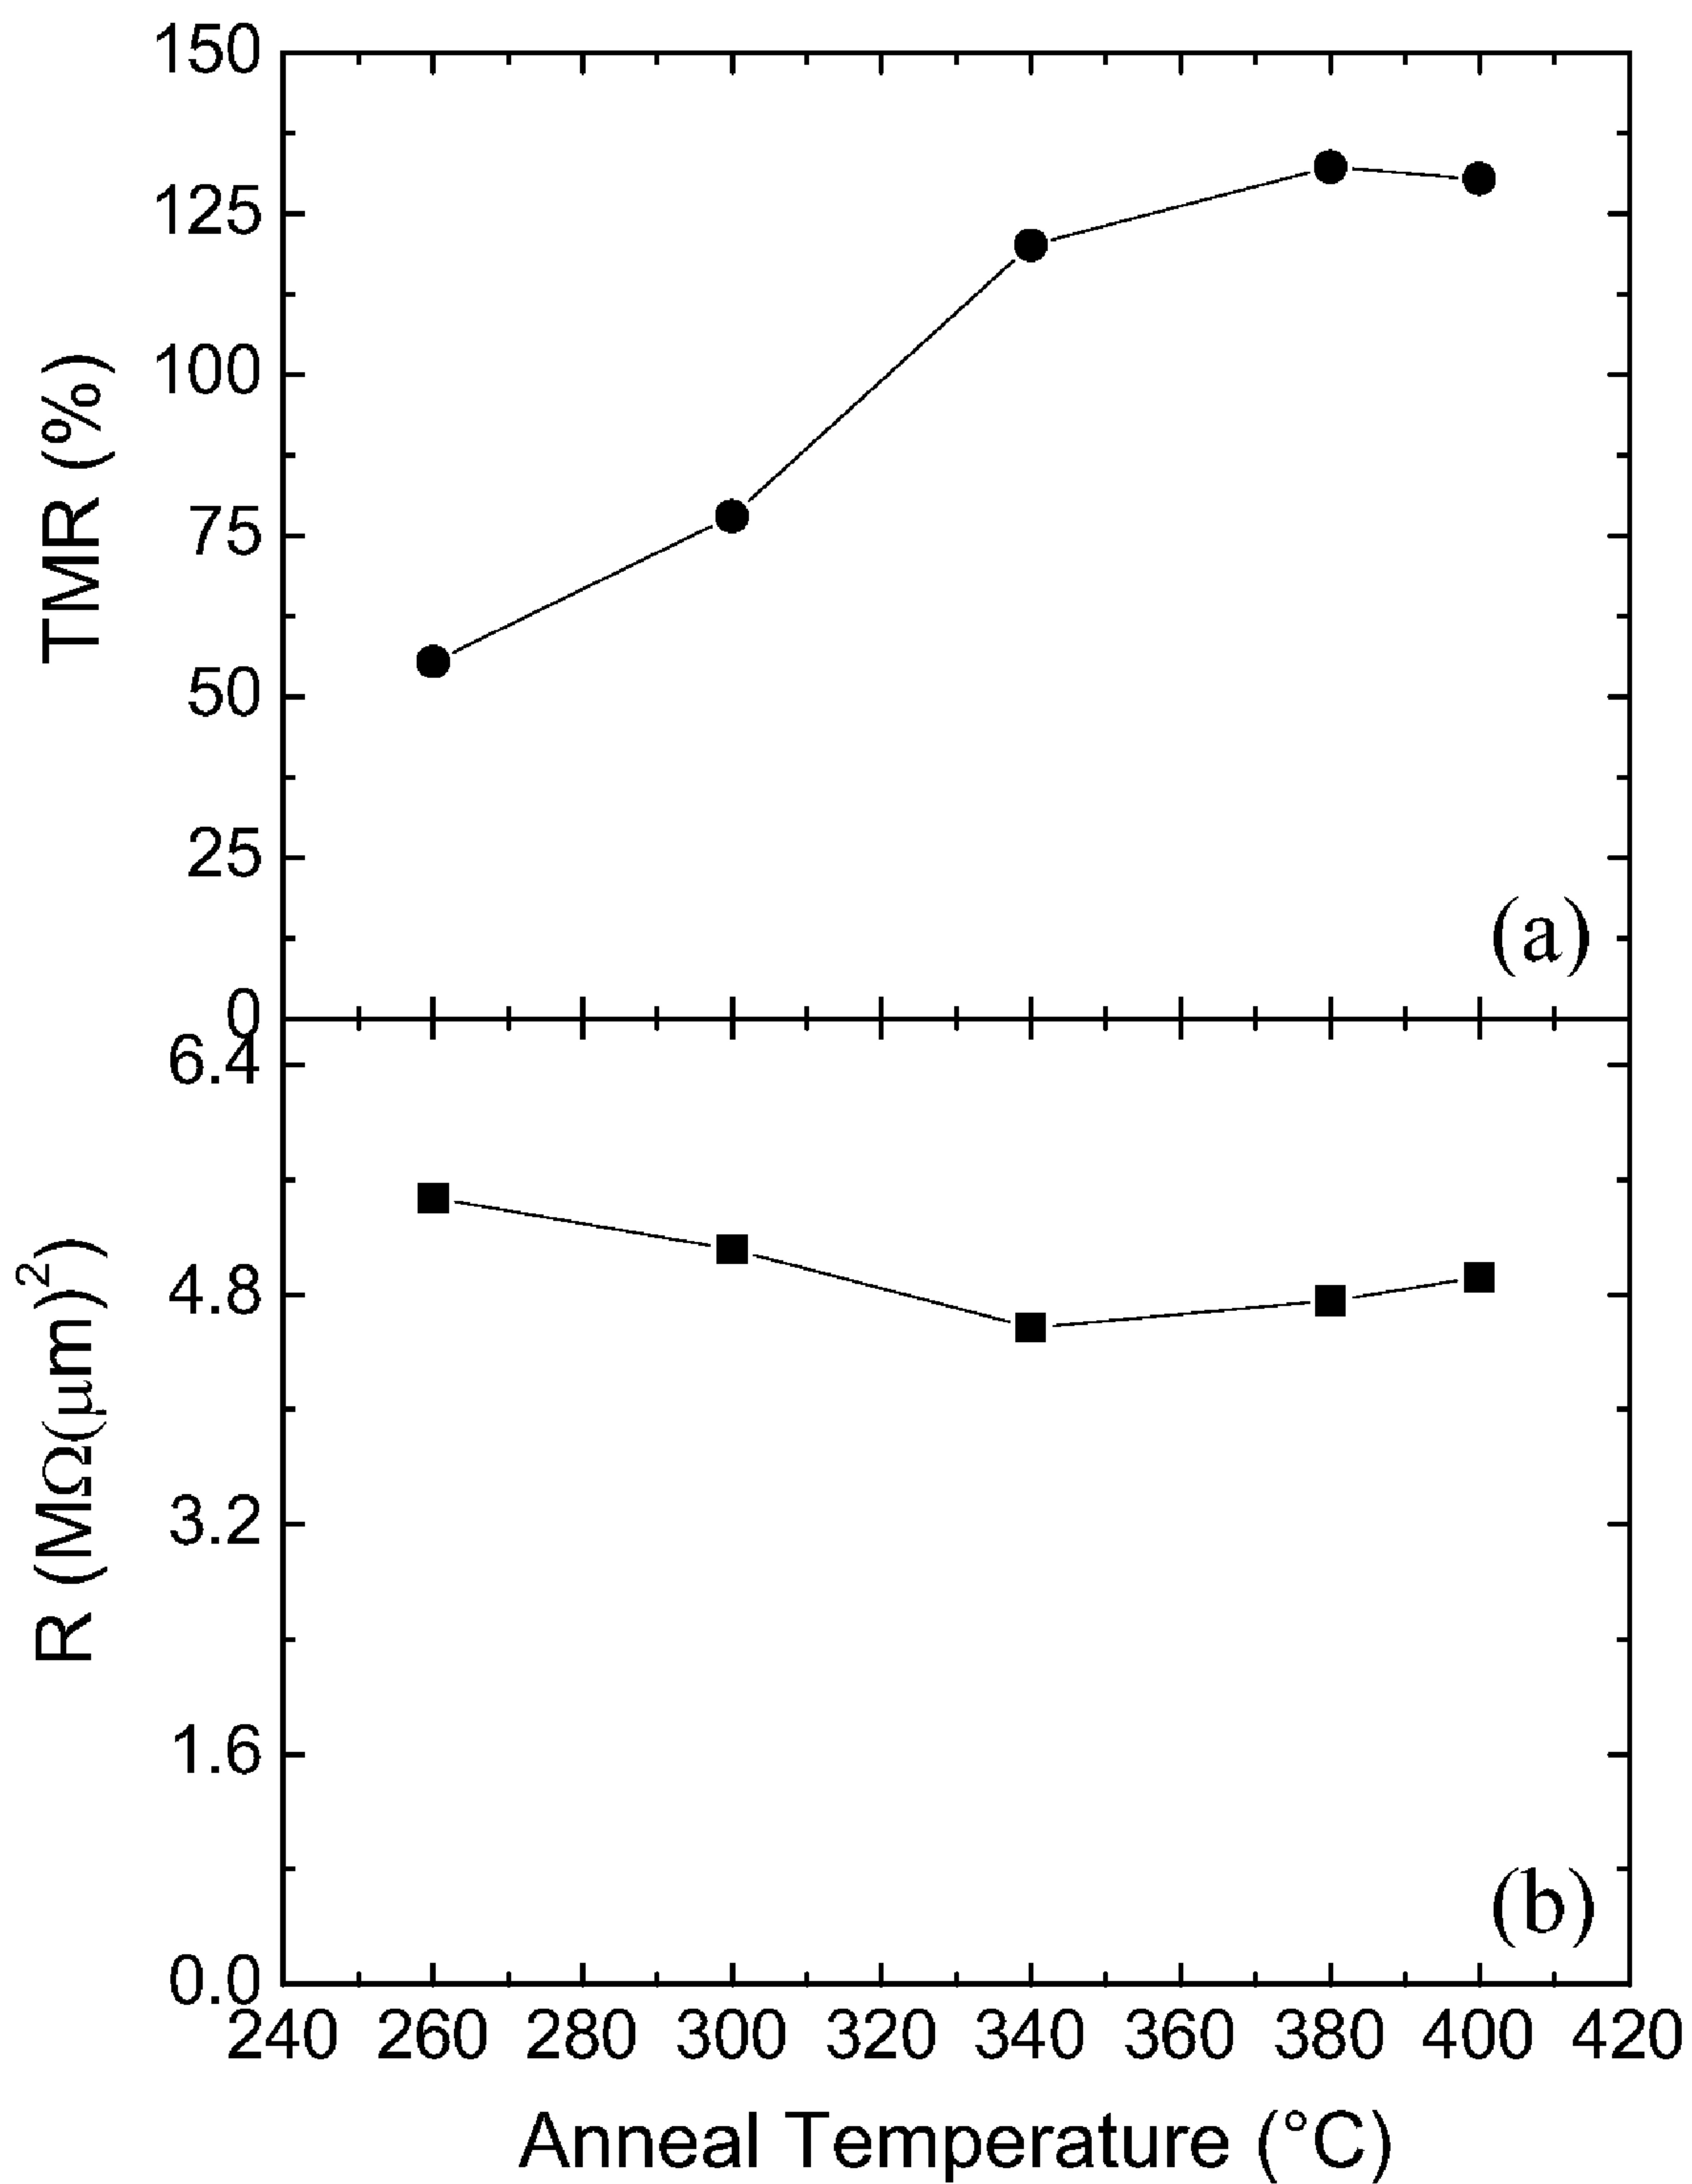 150
125
100
75
50
25
0
TMR (%)
(a)
6.4
4.8
3.2
1.6
0.0
R (MΩ(μm)²)
(b)
240 260 280 300 320 340 360 380 400 420
Anneal Temperature (°C)